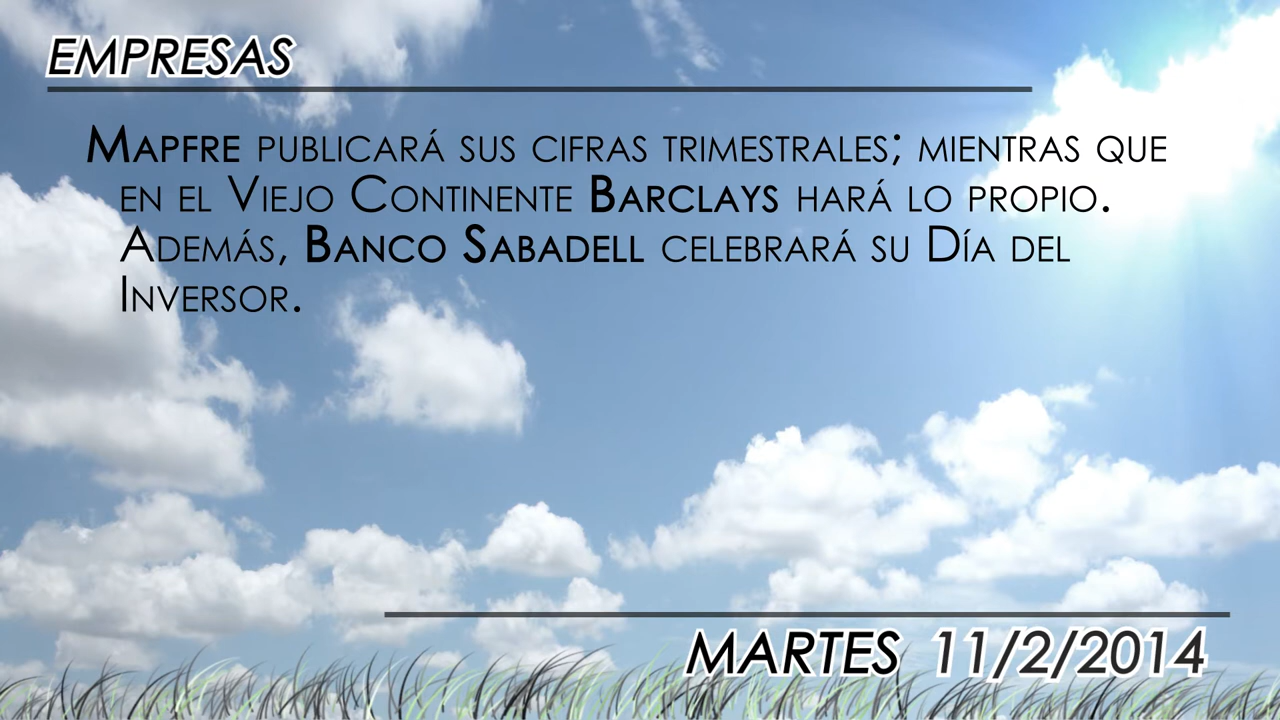 EMPRESAS
Mapfre publicará sus cifras trimestrales; mientras que
en el Viejo Continente Barclays hará lo propio.
Además, Banco Sabadell celebrará su Día del
Inversor.
MARTES 11/2/2014